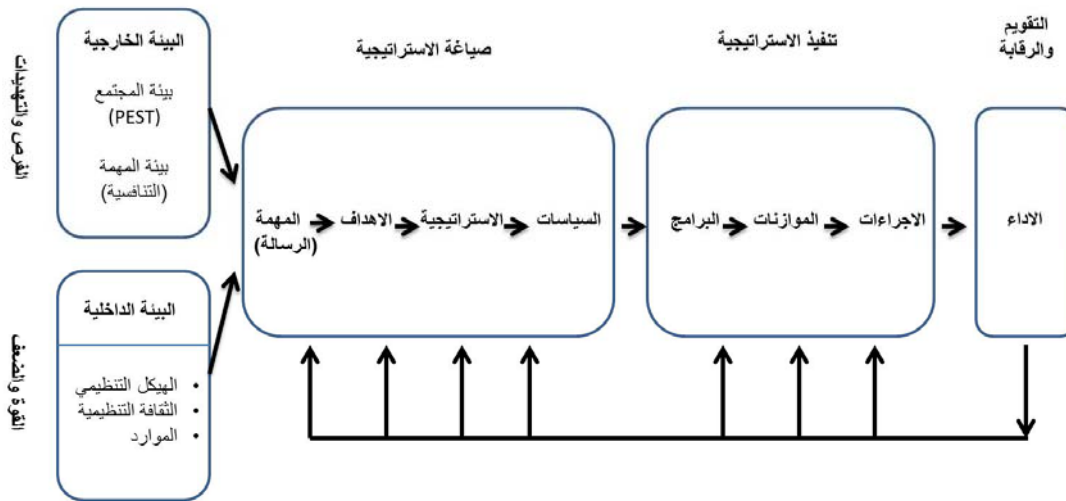 البيئة الخارجية
بيئة المجتمع
(PEST)
بيئة المهمة
(التنافسية)
الفرص والتهديدات
البيئة الداخلية
• الهيكل التنظيمي
• الثقافة التنظيمية
• الموارد
القوة والضعف
صياغة الاستراتيجية
المهمة
(الرسالة)
الاهداف
الاستراتيجية
السياسات
تنفيذ الاستراتيجية
البرامج
الموازنات
الاجراءات
التقويم
والرقابة
الاداء